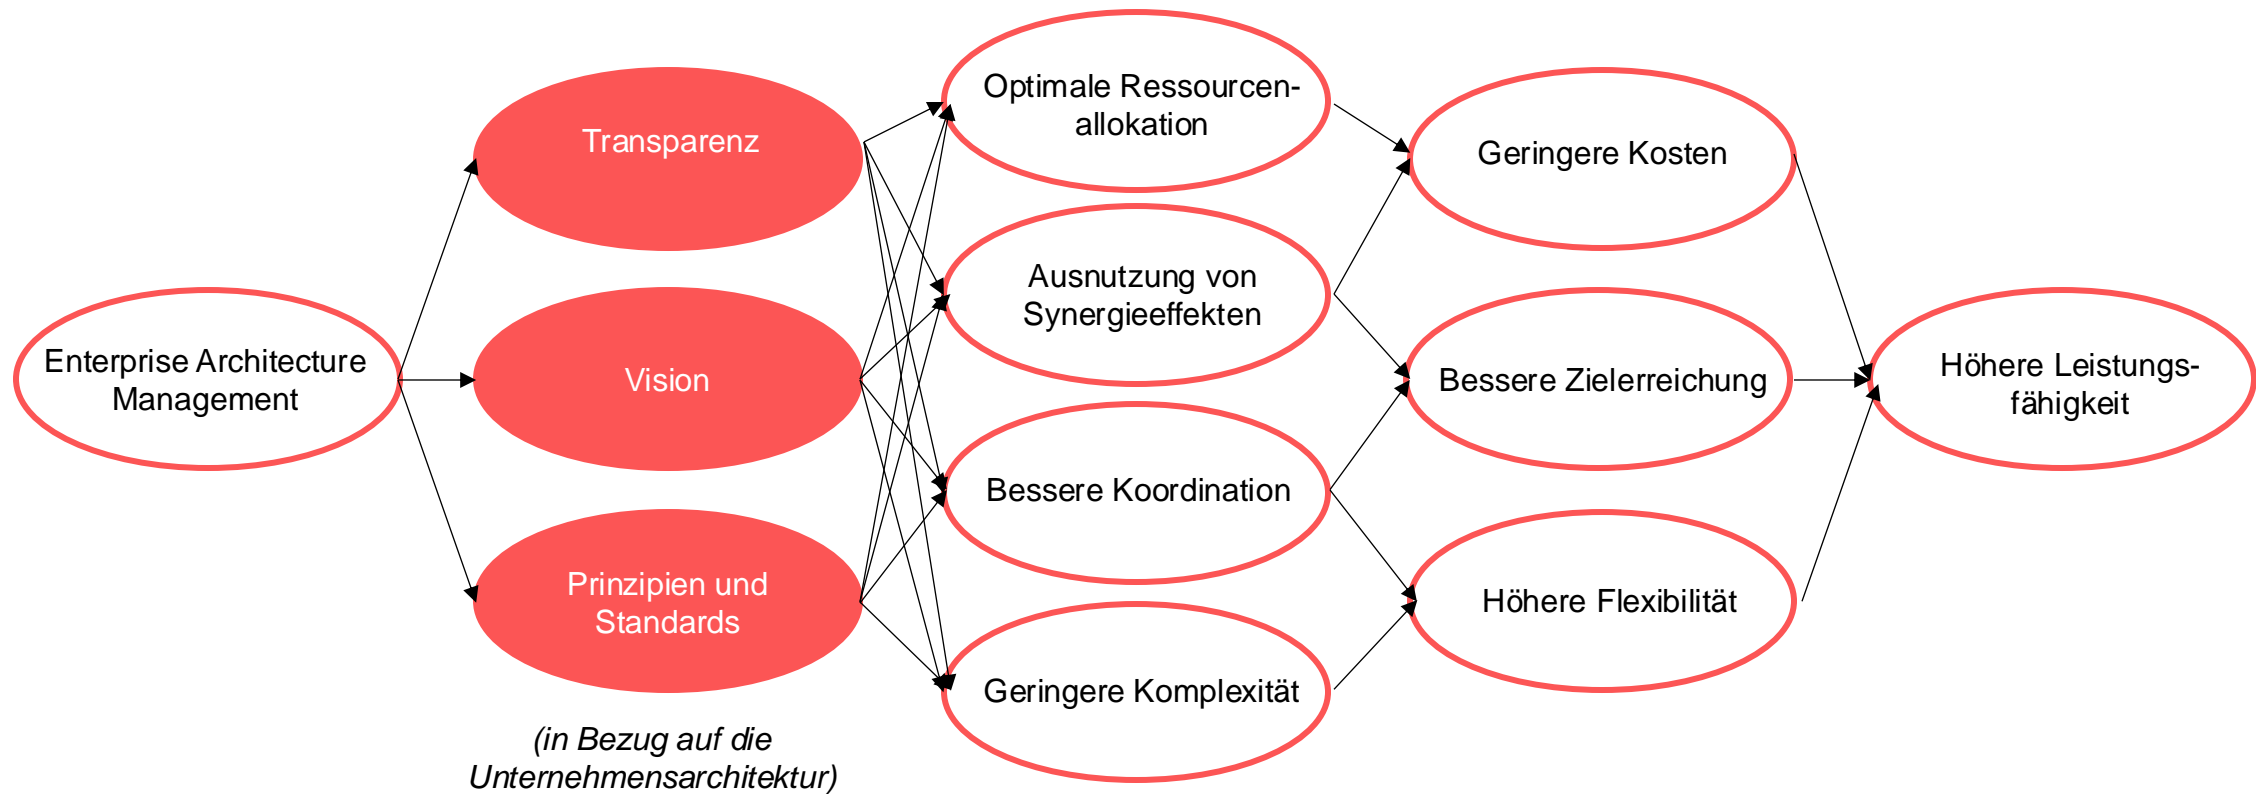 Enterprise Architecture
Management
Transparenz
Vision
Prinzipien und
Standards
(in Bezug auf die
Unternehmensarchitektur)
Optimale Ressourcen-
allokation
Ausnutzung von
Synergieeffekten
Bessere Koordination
Geringere Komplexität
Geringere Kosten
Bessere Zielerreichung
Höhere Flexibilität
Höhere Leistungs-
fähigkeit